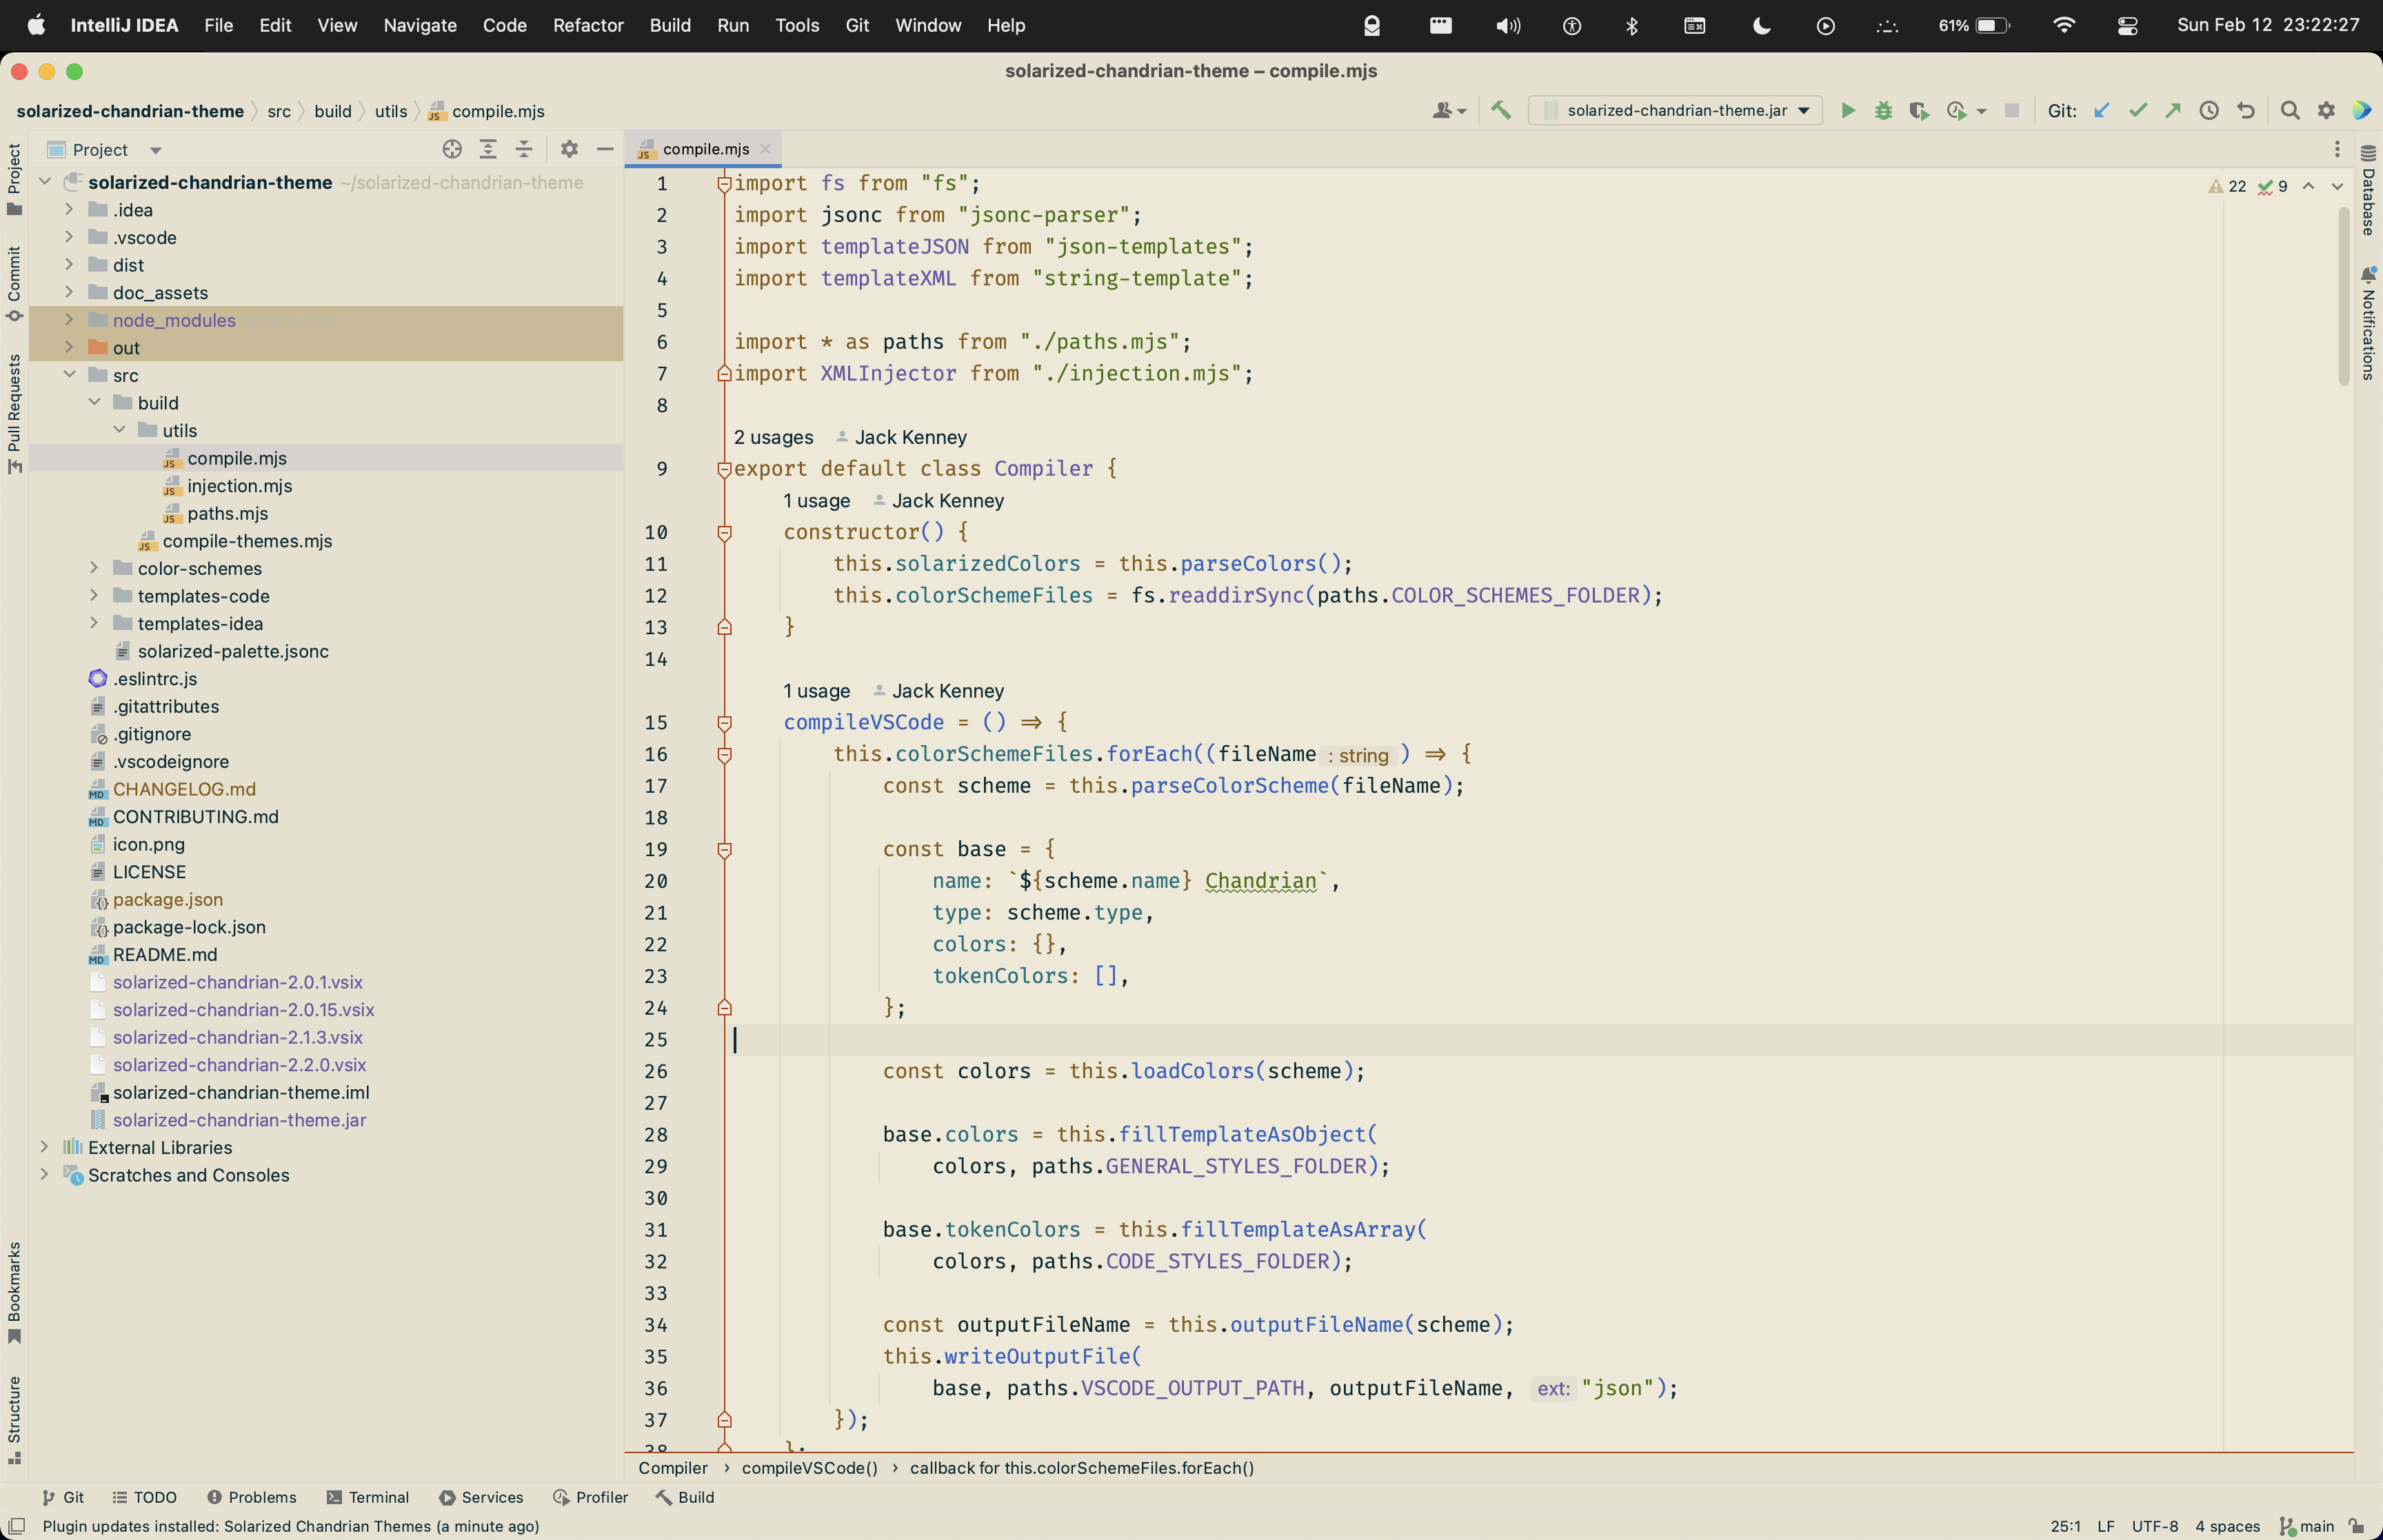 IntelliJ IDEA File Edit View Navigate Code Refactor Build Run Tools Git Window Help 61% Sun Feb 12 23:22:27
solarized-chandrian-theme – compile.mjs
solarized-chandrian-theme src build utils compile.mjs solarized-chandrian-theme.jar Git:
Project
Commit
Pull Requests
Bookmarks
Structure
Project
solarized-chandrian-theme ~/solarized-chandrian-theme
.idea
.vscode
dist
doc_assets
node_modules
out
src
build
utils
compile.mjs
injection.mjs
paths.mjs
compile-themes.mjs
color-schemes
templates-code
templates-idea
solarized-palette.jsonc
.eslintrc.js
.gitattributes
.gitignore
.vscodeignore
CHANGELOG.md
CONTRIBUTING.md
icon.png
LICENSE
package.json
package-lock.json
README.md
solarized-chandrian-2.0.1.vsix
solarized-chandrian-2.0.15.vsix
solarized-chandrian-2.1.3.vsix
solarized-chandrian-2.2.0.vsix
solarized-chandrian-theme.iml
solarized-chandrian-theme.jar
External Libraries
Scratches and Consoles
compile.mjs
22 9
1 import fs from "fs";
2 import jsonc from "jsonc-parser";
3 import templateJSON from "json-templates";
4 import templateXML from "string-template";
5
6 import * as paths from "./paths.mjs";
7 import XMLInjector from "./injection.mjs";
8
2 usages Jack Kenney
9 export default class Compiler {
1 usage Jack Kenney
10 constructor() {
11 this.solarizedColors = this.parseColors();
12 this.colorSchemeFiles = fs.readdirSync(paths.COLOR_SCHEMES_FOLDER);
13 }
14
1 usage Jack Kenney
15 compileVSCode = () => {
16 this.colorSchemeFiles.forEach((fileName : string ) => {
17 const scheme = this.parseColorScheme(fileName);
18
19 const base = {
20 name: `${scheme.name} Chandrian`,
21 type: scheme.type,
22 colors: {},
23 tokenColors: [],
24 };
25
26 const colors = this.loadColors(scheme);
27
28 base.colors = this.fillTemplateAsObject(
29 colors, paths.GENERAL_STYLES_FOLDER);
30
31 base.tokenColors = this.fillTemplateAsArray(
32 colors, paths.CODE_STYLES_FOLDER);
33
34 const outputFileName = this.outputFileName(scheme);
35 this.writeOutputFile(
36 base, paths.VSCODE_OUTPUT_PATH, outputFileName, ext: "json");
37 });
38 };
Database
Notifications
Compiler › compileVSCode() › callback for this.colorSchemeFiles.forEach()
Git TODO Problems Terminal Services Profiler Build
Plugin updates installed: Solarized Chandrian Themes (a minute ago) 25:1 LF UTF-8 4 spaces main